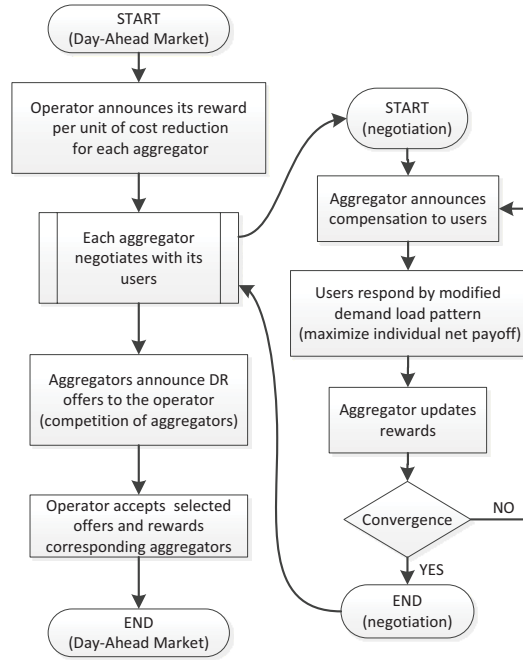 START
(Day-Ahead Market)
Operator announces its reward
per unit of cost reduction
for each aggregator
Each aggregator
negotiates with its
users
Aggregators announce DR
offers to the operator
(competition of aggregators)
Operator accepts selected
offers and rewards
corresponding aggregators
END
(Day-Ahead Market)
START
(negotiation)
Aggregator announces
compensation to users
Users respond by modified
demand load pattern
(maximize individual net payoff)
Aggregator updates
rewards
Convergence
NO
YES
END
(negotiation)